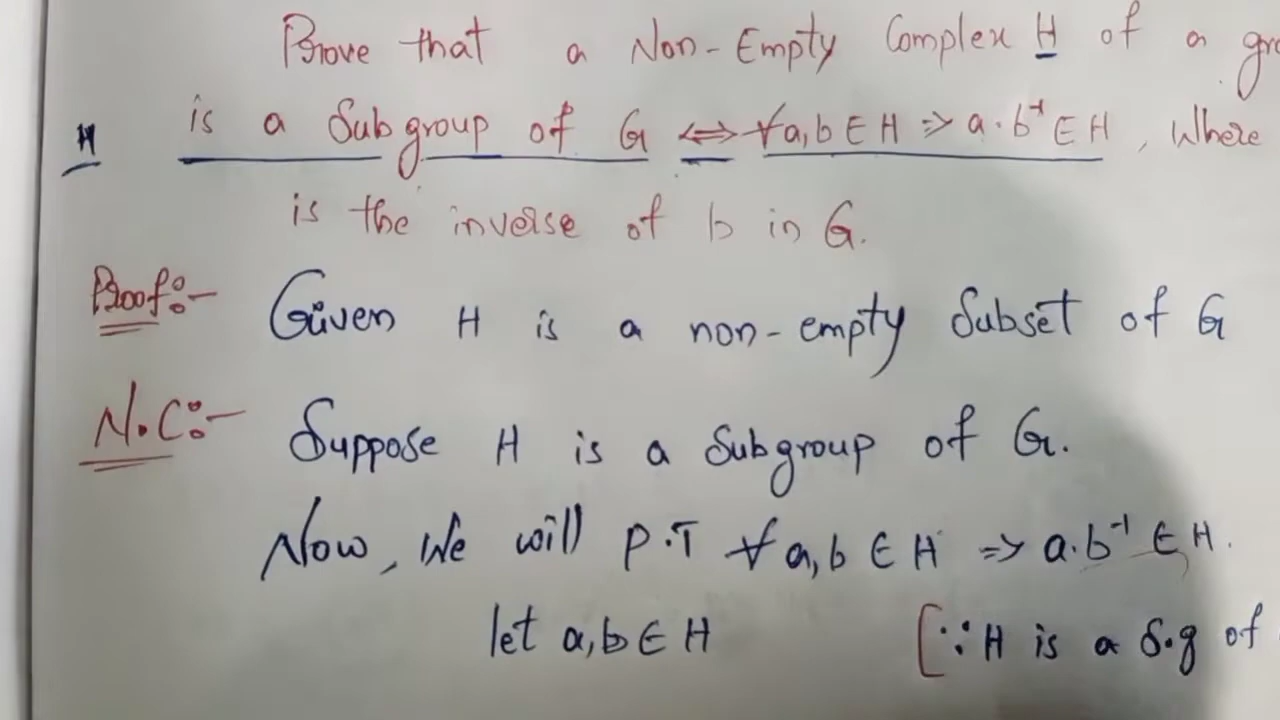 Prove that a Non-Empty Complex H of a
H is a Subgroup of G ⇔ ∀a,b∈H ⇒ a·b⁻¹∈H, Where
is the inverse of b in G.
Proof:- Given H is a non-empty Subset of G
N.C:- Suppose H is a Subgroup of G.
Now, We will P.T ∀a,b∈H ⇒ a.b⁻¹∈H.
let a,b∈H [∵H is a S.g of